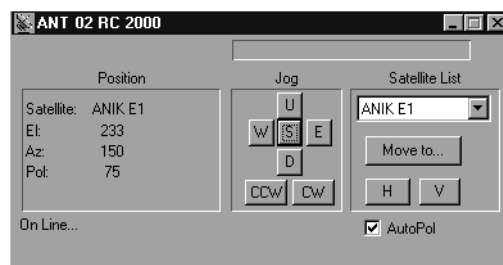 ANT 02 RC 2000
Position
Satellite: ANIK E1
El: 233
Az: 150
Pol: 75
On Line...
Jog
U
W S E
D
CCW CW
Satellite List
ANIK E1
Move to...
H V
AutoPol